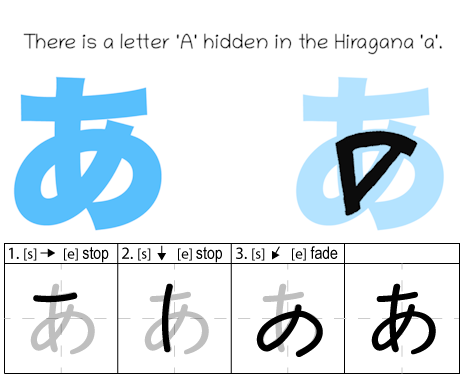 There is a letter 'A' hidden in the Hiragana 'a'.
あ あ
1. [s] → [e] stop 2. [s] ↓ [e] stop 3. [s] ↙ [e] fade
あ あ あ あ